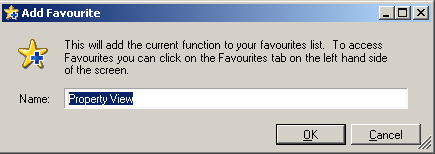 Add Favourite
This will add the current function to your favourites list.  To access
Favourites you can click on the Favourites tab on the left hand side
of the screen.
Name: Property View
OK Cancel